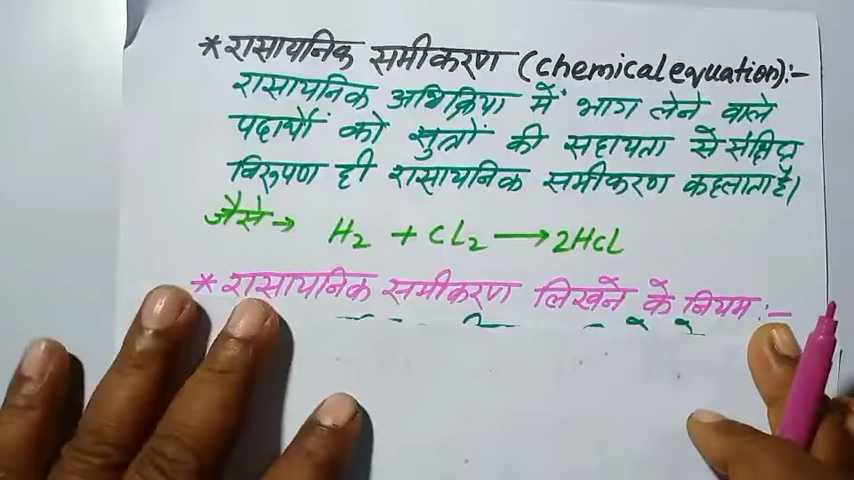 * रासायनिक समीकरण (chemical equation):-
रासायनिक अभिक्रिया में भाग लेने वाले
पदार्थों को सुत्रों की सहायता से संक्षिप्त
निरुपण ही रासायनिक समीकरण कहलाता है।
जैसे → H₂ + Cl₂ ⟶ 2HCl
* रासायनिक समीकरण लिखने के नियम:-